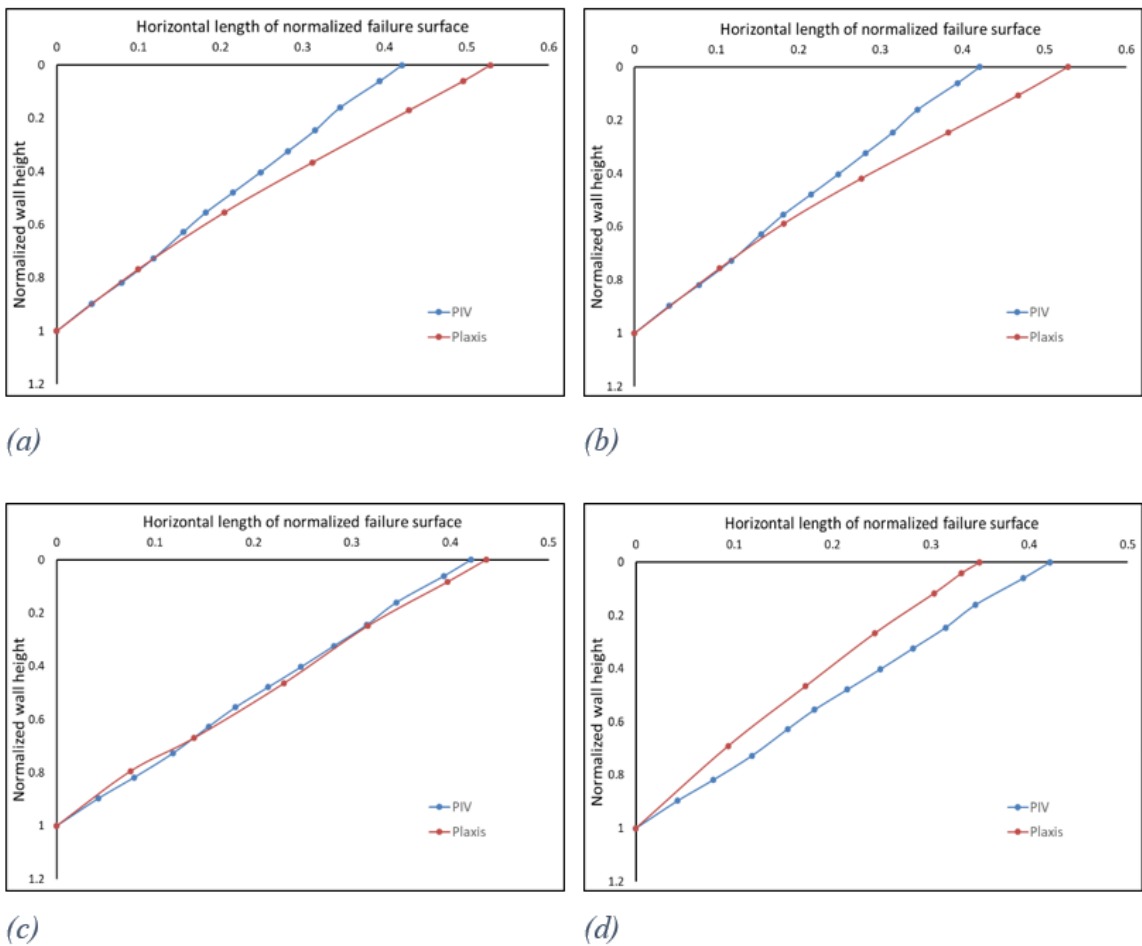 Horizontal length of normalized failure surface
0 0.1 0.2 0.3 0.4 0.5 0.6
0
0.2
0.4
0.6
0.8
1
1.2
Normalized wall height
PIV
Plaxis
(a)
Horizontal length of normalized failure surface
0 0.1 0.2 0.3 0.4 0.5 0.6
0
0.2
0.4
0.6
0.8
1
1.2
Normalized wall height
PIV
Plaxis
(b)
Horizontal length of normalized failure surface
0 0.1 0.2 0.3 0.4 0.5
0
0.2
0.4
0.6
0.8
1
1.2
Normalized wall height
PIV
Plaxis
(c)
Horizontal length of normalized failure surface
0 0.1 0.2 0.3 0.4 0.5
0
0.2
0.4
0.6
0.8
1
1.2
Normalized wall height
PIV
Plaxis
(d)